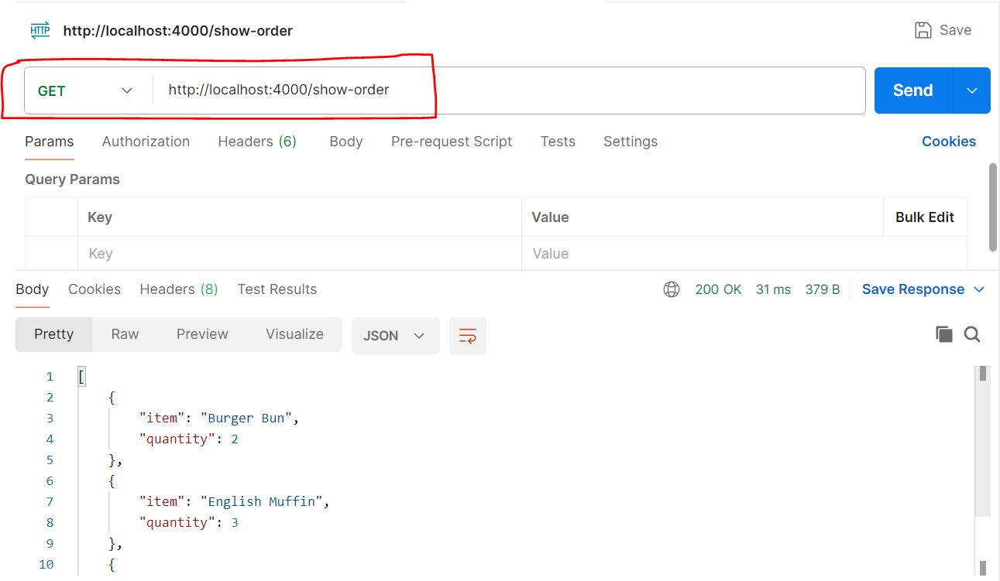 HTTP http://localhost:4000/show-order Save
GET http://localhost:4000/show-order Send
Params Authorization Headers (6) Body Pre-request Script Tests Settings Cookies
Query Params
Key Value Bulk Edit
Key Value
Body Cookies Headers (8) Test Results 200 OK 31 ms 379 B Save Response
Pretty Raw Preview Visualize JSON
1 [
2 {
3 "item": "Burger Bun",
4 "quantity": 2
5 },
6 {
7 "item": "English Muffin",
8 "quantity": 3
9 },
10 {